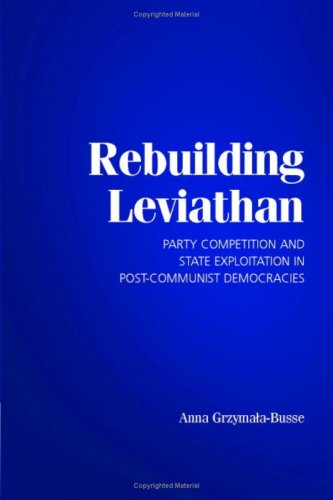 Copyrighted Material
Rebuilding
Leviathan
PARTY COMPETITION AND
STATE EXPLOITATION IN
POST-COMMUNIST DEMOCRACIES
Anna Grzymała-Busse
Copyrighted Material